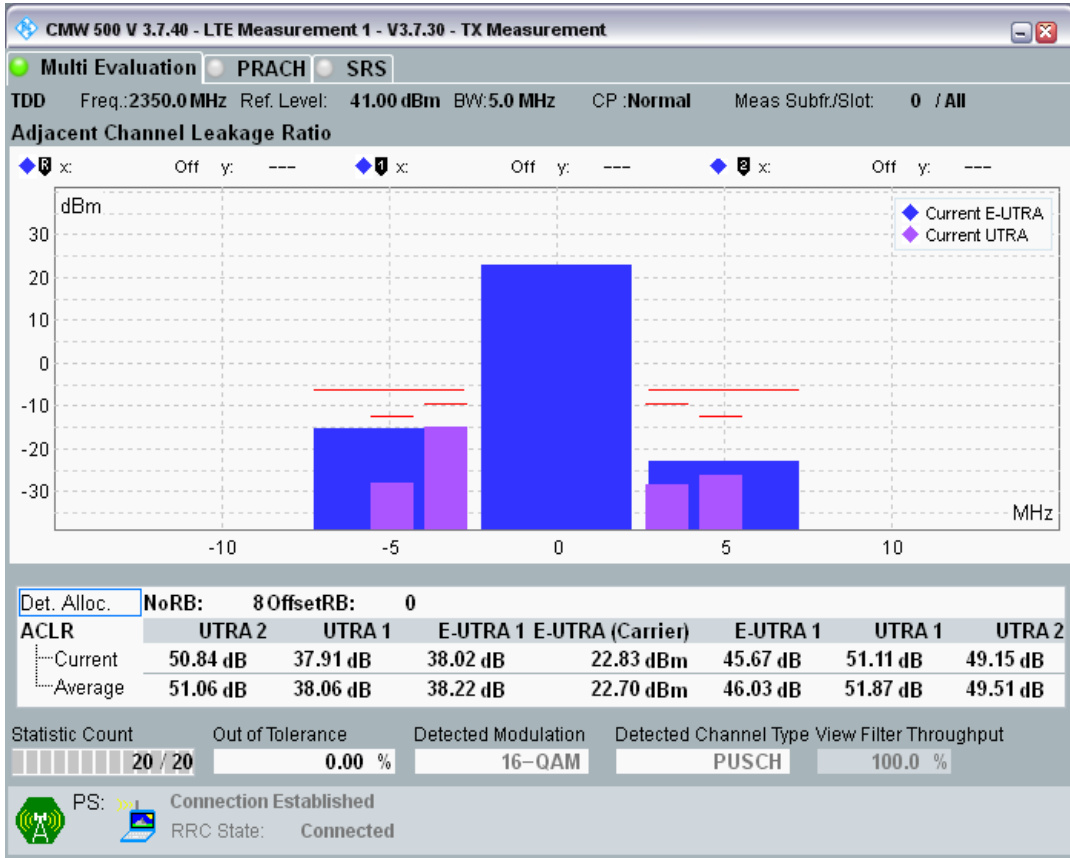 CMW 500 V 3.7.40 - LTE Measurement 1 - V3.7.30 - TX Measurement
Multi Evaluation PRACH SRS
TDD Freq.:2350.0 MHz Ref. Level: 41.00 dBm BW:5.0 MHz CP :Normal Meas Subfr./Slot: 0 / All
Adjacent Channel Leakage Ratio
R x: Off y: --- 1 x: Off y: --- 2 x: Off y: ---
dBm
Current E-UTRA
Current UTRA
30
20
10
0
-10
-20
-30
MHz
-10 -5 0 5 10
Det. Alloc. NoRB: 8 OffsetRB: 0
ACLR UTRA 2 UTRA 1 E-UTRA 1 E-UTRA (Carrier) E-UTRA 1 UTRA 1 UTRA 2
Current 50.84 dB 37.91 dB 38.02 dB 22.83 dBm 45.67 dB 51.11 dB 49.15 dB
Average 51.06 dB 38.06 dB 38.22 dB 22.70 dBm 46.03 dB 51.87 dB 49.51 dB
Statistic Count Out of Tolerance Detected Modulation Detected Channel Type View Filter Throughput
20 / 20 0.00 % 16-QAM PUSCH 100.0 %
PS: Connection Established
RRC State: Connected